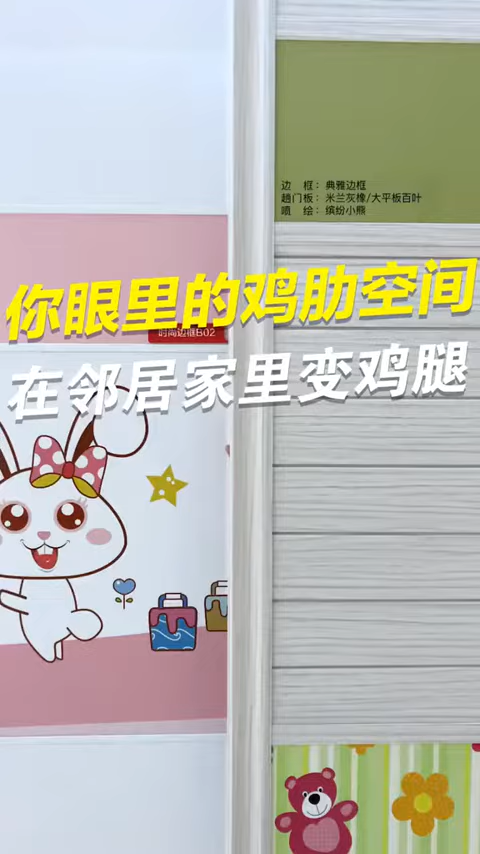 边 框：典雅边框
趟门板：米兰灰橡/大平板百叶
喷 绘：缤纷小熊
你眼里的鸡肋空间
时尚边框B02
在邻居家里变鸡腿